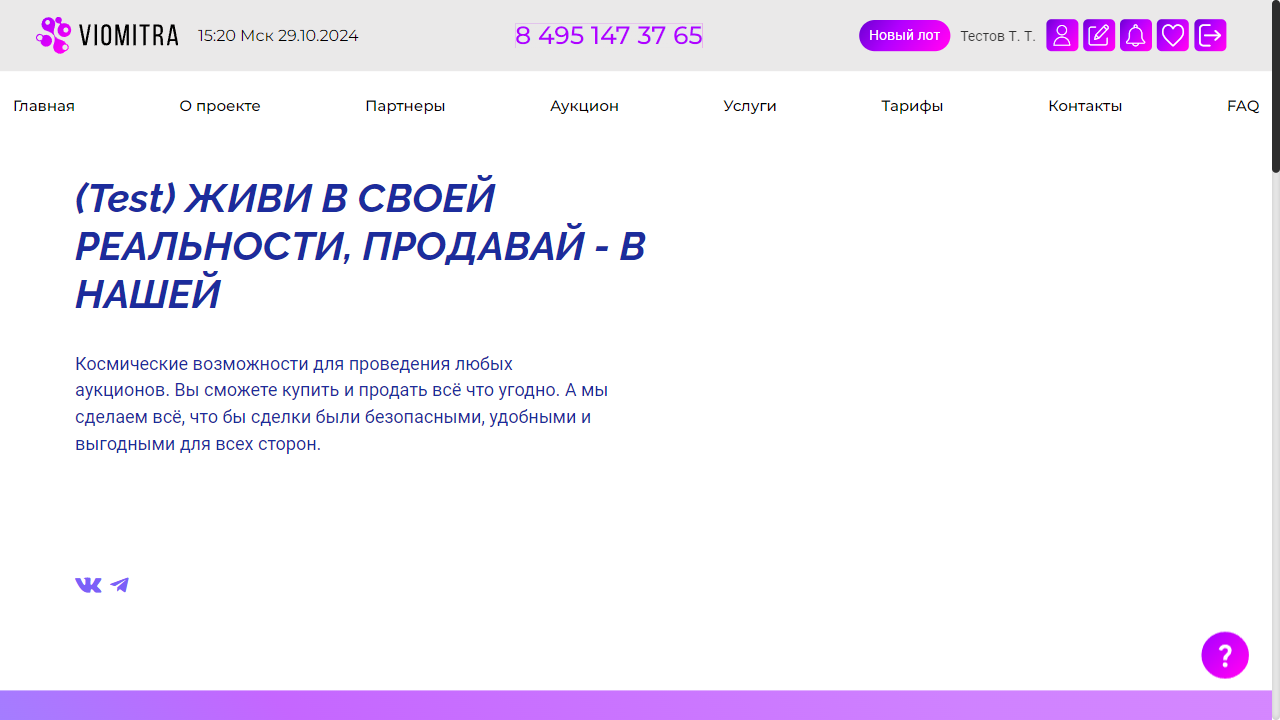 VIOMITRA 15:20 Мск 29.10.2024 8 495 147 37 65 Новый лот Тестов Т. Т.
Главная О проекте Партнеры Аукцион Услуги Тарифы Контакты FAQ
(Test) ЖИВИ В СВОЕЙ
РЕАЛЬНОСТИ, ПРОДАВАЙ - В
НАШЕЙ
Космические возможности для проведения любых
аукционов. Вы сможете купить и продать всё что угодно. А мы
сделаем всё, что бы сделки были безопасными, удобными и
выгодными для всех сторон.
?